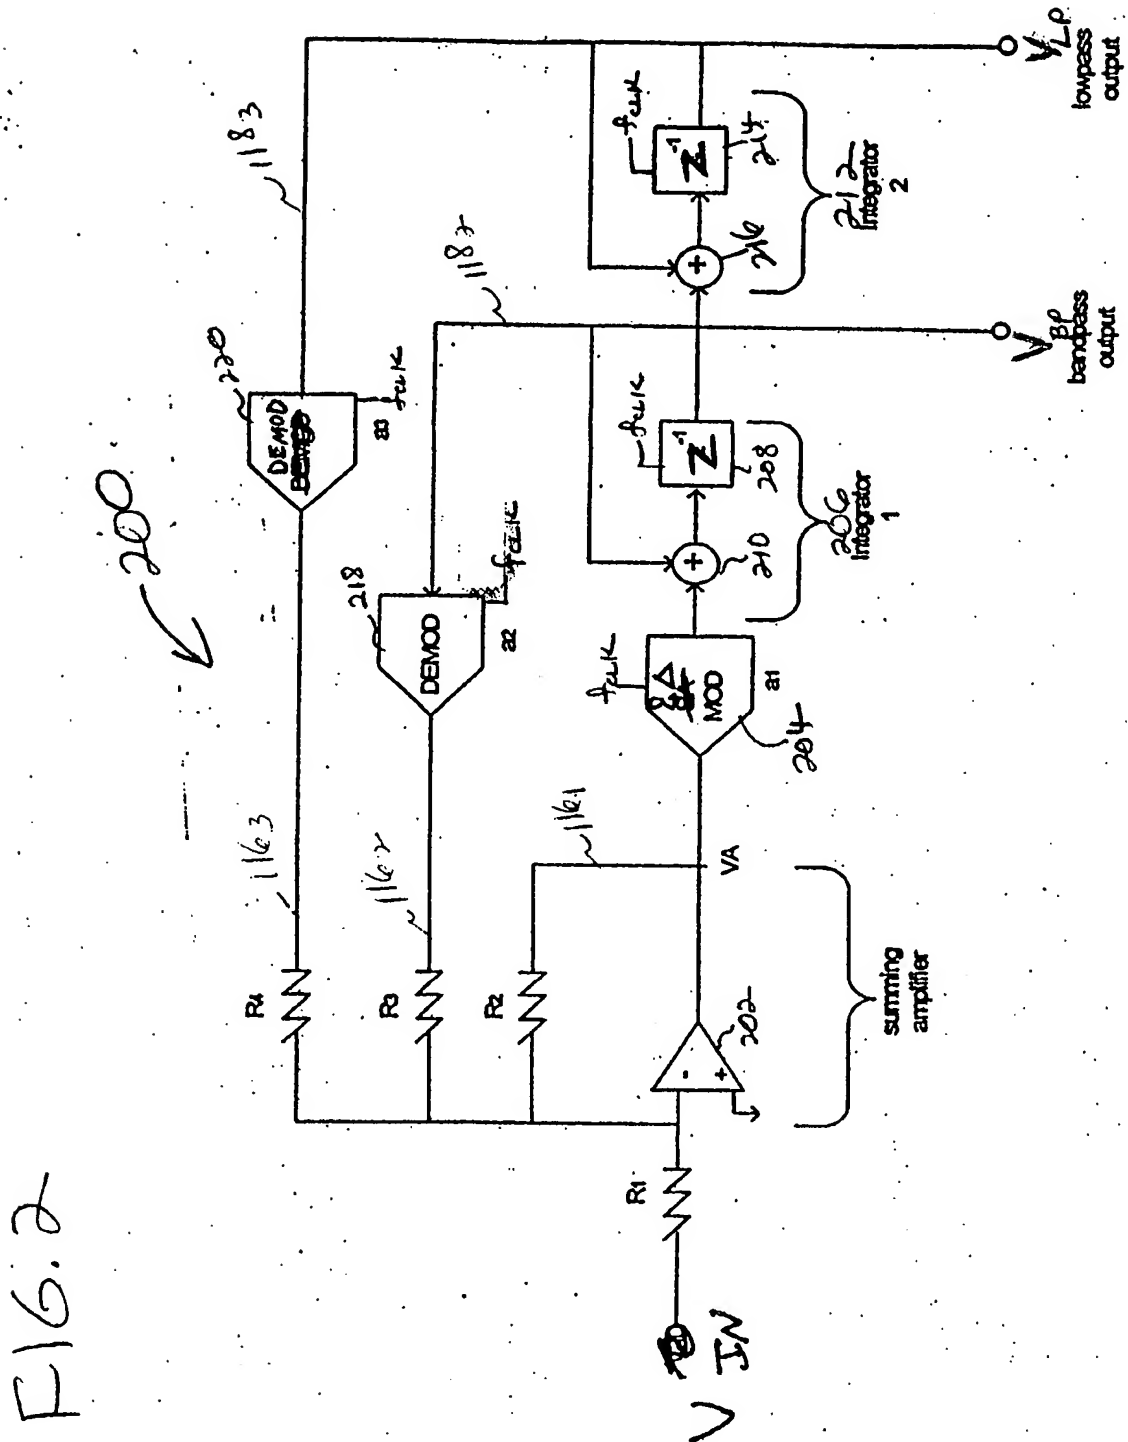 FIG. 2
200
1183
220
DEMOD
fCLK
a3
1163
R4
1182
218
DEMOD
fCLK
a2
1162
R3
1161
R2
VIN
R1
-
+
202
VA
summing
amplifier
fCLK
Δ
MOD
a1
204
+
210
fCLK
Z-1
208
206
Integrator
1
VBP
bandpass
output
+
216
fCLK
Z-1
214
212
Integrator
2
VLP
lowpass
output